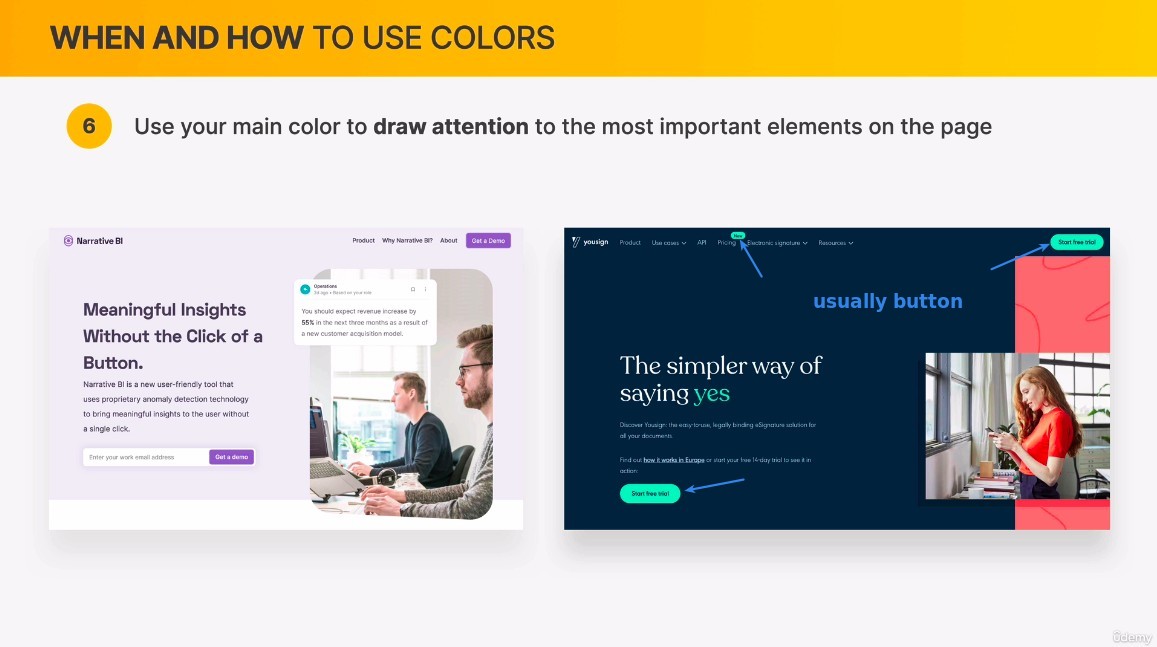 WHEN AND HOW TO USE COLORS
6
Use your main color to draw attention to the most important elements on the page
Narrative BI
Product Why Narrative BI? About Get a Demo
Operations
3d ago • Based on your role
You should expect revenue increase by
55% in the next three months as a result of
a new customer acquisition model.
Meaningful Insights
Without the Click of a
Button.
Narrative BI is a new user-friendly tool that
uses proprietary anomaly detection technology
to bring meaningful insights to the user without
a single click.
Enter your work email address Get a demo
yousign Product Use cases API Pricing New Electronic signature Resources Start free trial
usually button
The simpler way of
saying yes
Discover Yousign: the easy-to-use, legally binding eSignature solution for
all your documents.
Find out how it works in Europe or start your free 14-day trial to see it in
action:
Start free trial
ûdemy